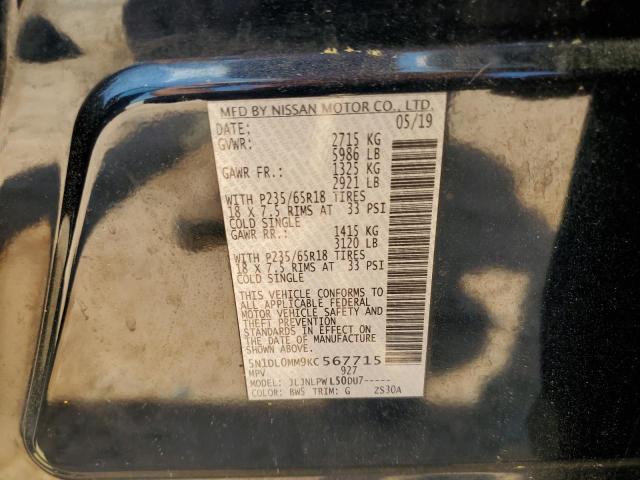 MFD BY NISSAN MOTOR CO., LTD.
DATE: 05/19
GVWR: 2715 KG
5986 LB
GAWR FR.: 1325 KG
2921 LB
WITH P235/65R18 TIRES
18 X 7.5 RIMS AT 33 PSI
COLD SINGLE
GAWR RR.: 1415 KG
3120 LB
WITH P235/65R18 TIRES
18 X 7.5 RIMS AT 33 PSI
COLD SINGLE
THIS VEHICLE CONFORMS TO
ALL APPLICABLE FEDERAL
MOTOR VEHICLE SAFETY AND
THEFT PREVENTION
STANDARDS IN EFFECT ON
THE DATE OF MANUFACTURE
SHOWN ABOVE.
5N1DL0MM9KC567715
MPV 927
MODEL: JLJNLPWL50DU7-----
COLOR: BW5 TRIM: G 2S30A